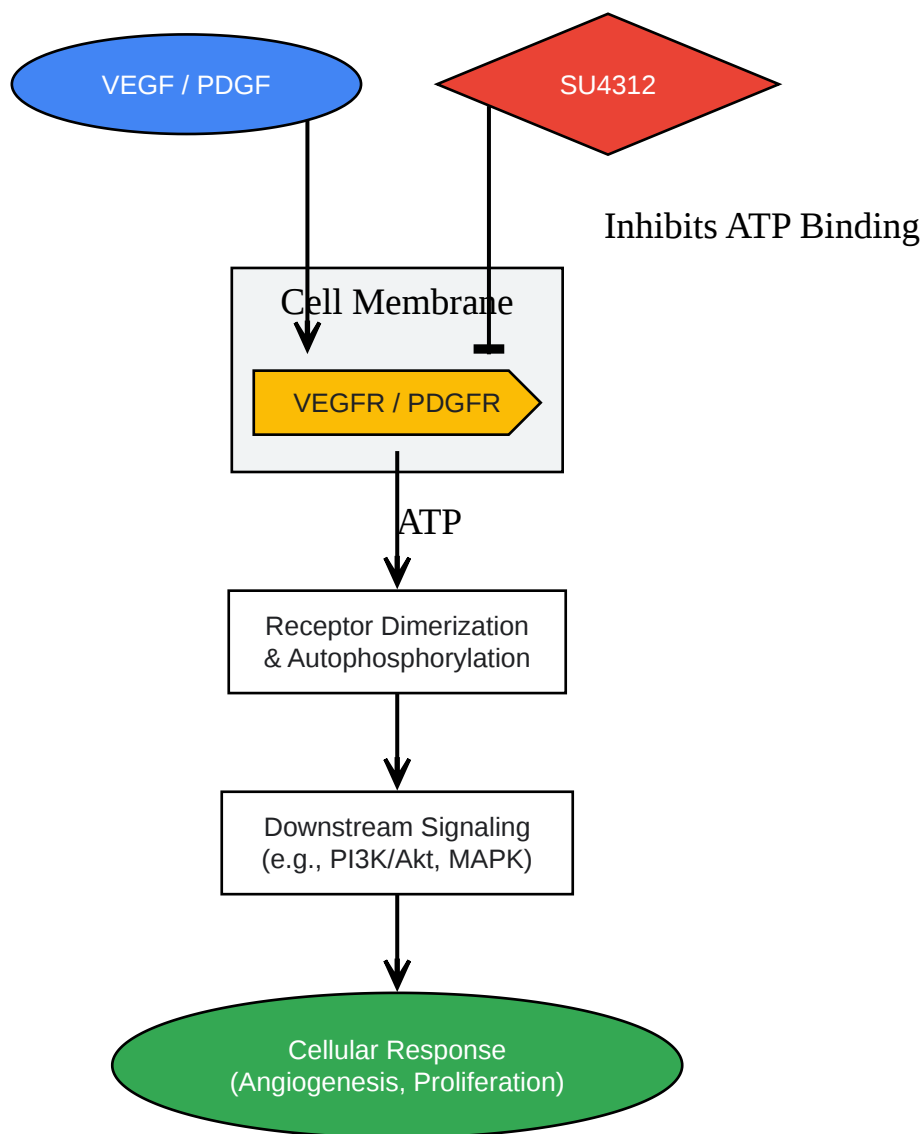 VEGF / PDGF
SU4312
Inhibits ATP Binding
Cell Membrane
VEGFR / PDGFR
ATP
Receptor Dimerization
& Autophosphorylation
Downstream Signaling
(e.g., PI3K/Akt, MAPK)
Cellular Response
(Angiogenesis, Proliferation)